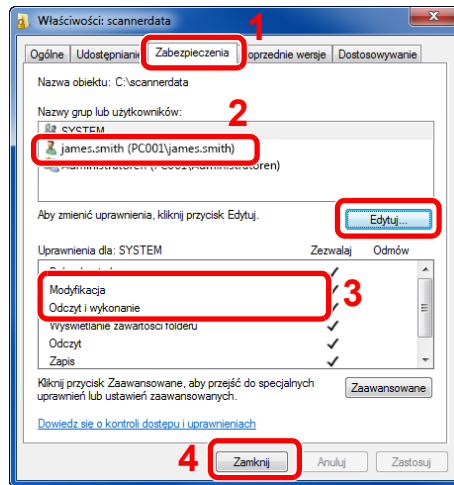 Właściwości: scannerdata
1
Ogólne Udostępnianie Zabezpieczenia oprzednie wersje Dostosowywanie
Nazwa obiektu: C:\scannerdata
Nazwy grup lub użytkowników:
2
SYSTEM
james.smith (PC001\james.smith)
Administratoren (PC001\Administratoren)
Aby zmienić uprawnienia, kliknij przycisk Edytuj.
Edytuj...
Uprawnienia dla: SYSTEM Zezwalaj Odmów
Modyfikacja
3
Odczyt i wykonanie
Wyświetlanie zawartości folderu
Odczyt
Zapis
Kliknij przycisk Zaawansowane, aby przejść do specjalnych
uprawnień lub ustawień zaawansowanych.
Zaawansowane
Dowiedz się o kontroli dostępu i uprawnieniach
4
Zamknij Anuluj Zastosuj